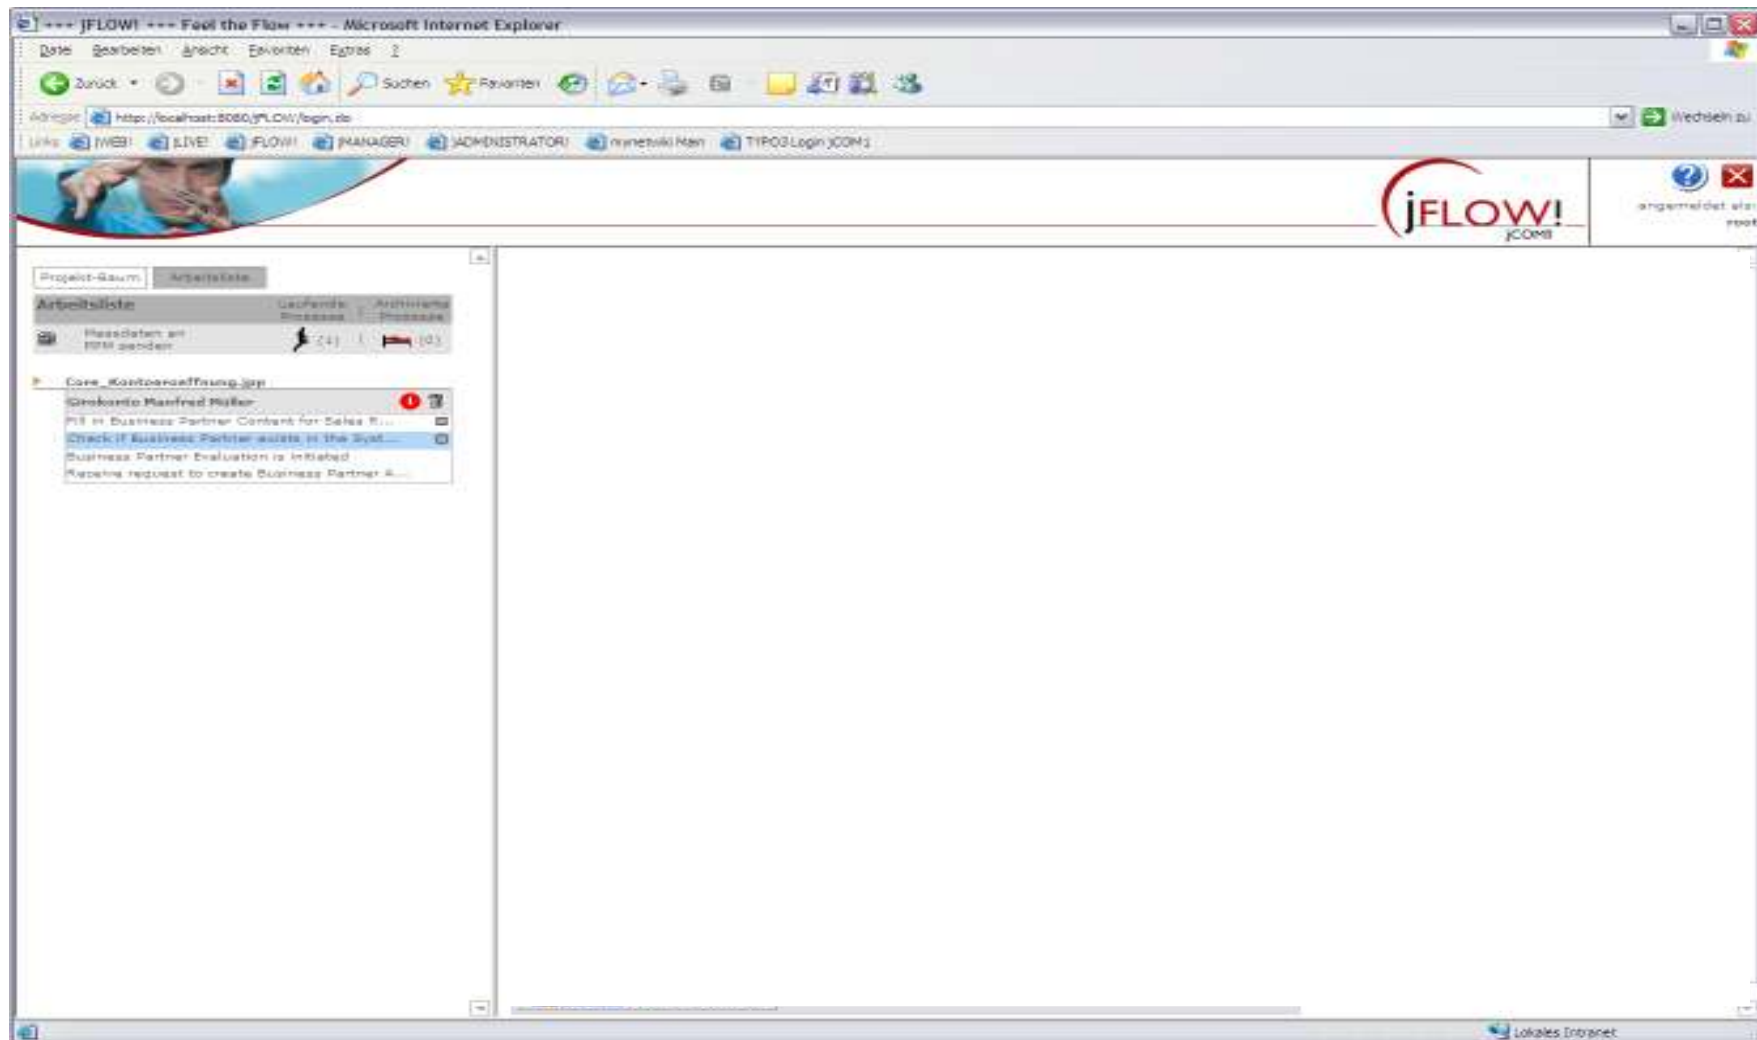 +++ jFLOW! +++ Feel the Flow +++ - Microsoft Internet Explorer
Datei Bearbeiten Ansicht Favoriten Extras ?
Zurück Suchen Favoriten
Adresse http://localhost:8080/jFLOW/login.do Wechseln zu
Links jWEB! jLIVE! jFLOW! jMANAGER! jADMINISTRATOR! mynetwiki Main TYPO3 Login jCOM1
jFLOW!
jCOM1
angemeldet als:
root
Projekt-Baum Arbeitsliste
Arbeitsliste Laufende Prozesse | Archivierte Prozesse
Messdaten an
PPM senden
(1) | (0)
Core_Kontoeroeffnung.jpp
Girokonto Manfred Müller
Fill in Business Partner Content for Sales R...
Check if Business Partner exists in the Syst...
Business Partner Evaluation is Initiated
Receive request to create Business Partner A...
Lokales Intranet